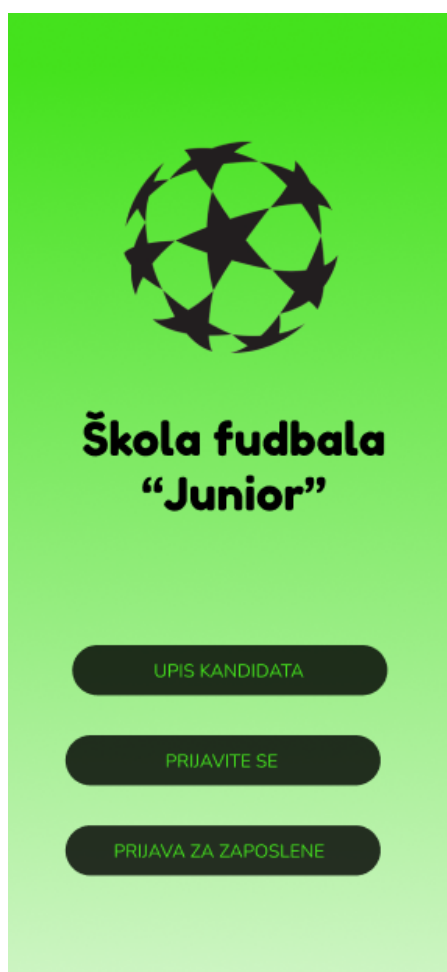 Škola fudbala
“Junior”
UPIS KANDIDATA
PRIJAVITE SE
PRIJAVA ZA ZAPOSLENE